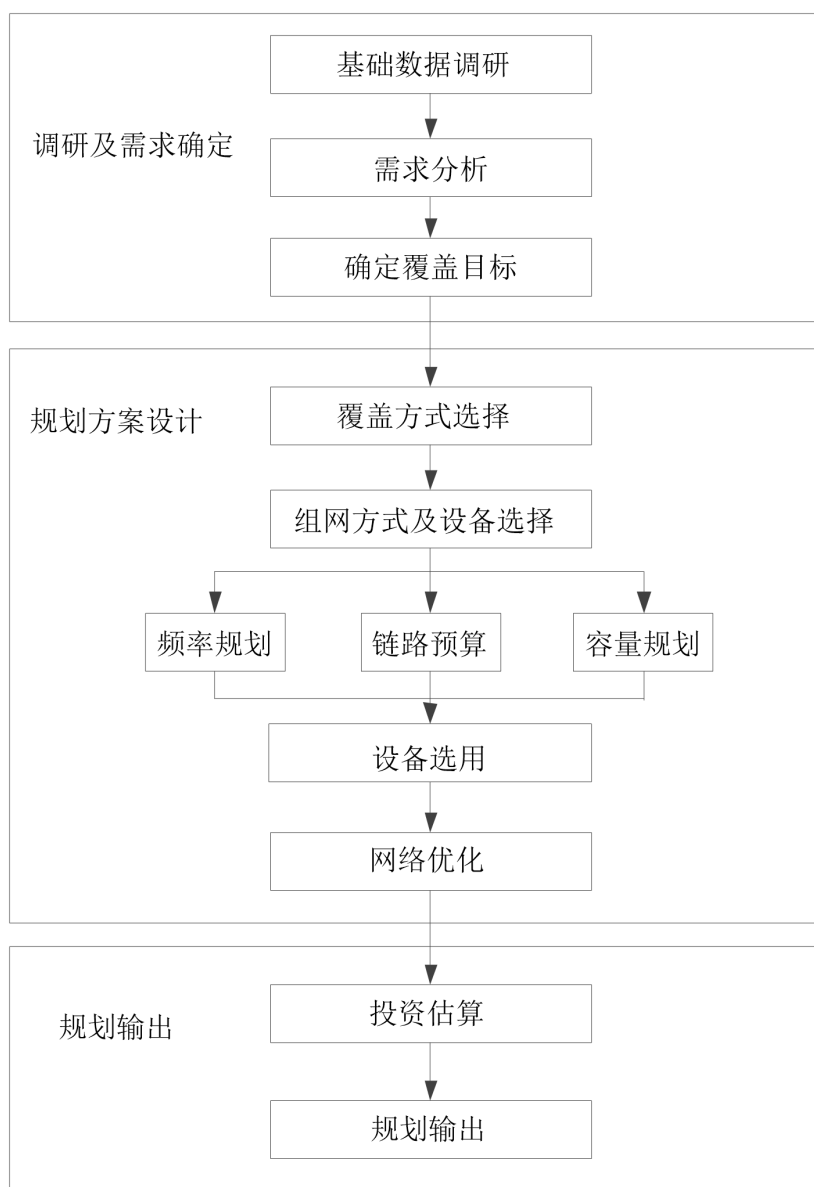 基础数据调研
调研及需求确定
需求分析
确定覆盖目标
覆盖方式选择
规划方案设计
组网方式及设备选择
频率规划
链路预算
容量规划
设备选用
网络优化
投资估算
规划输出
规划输出